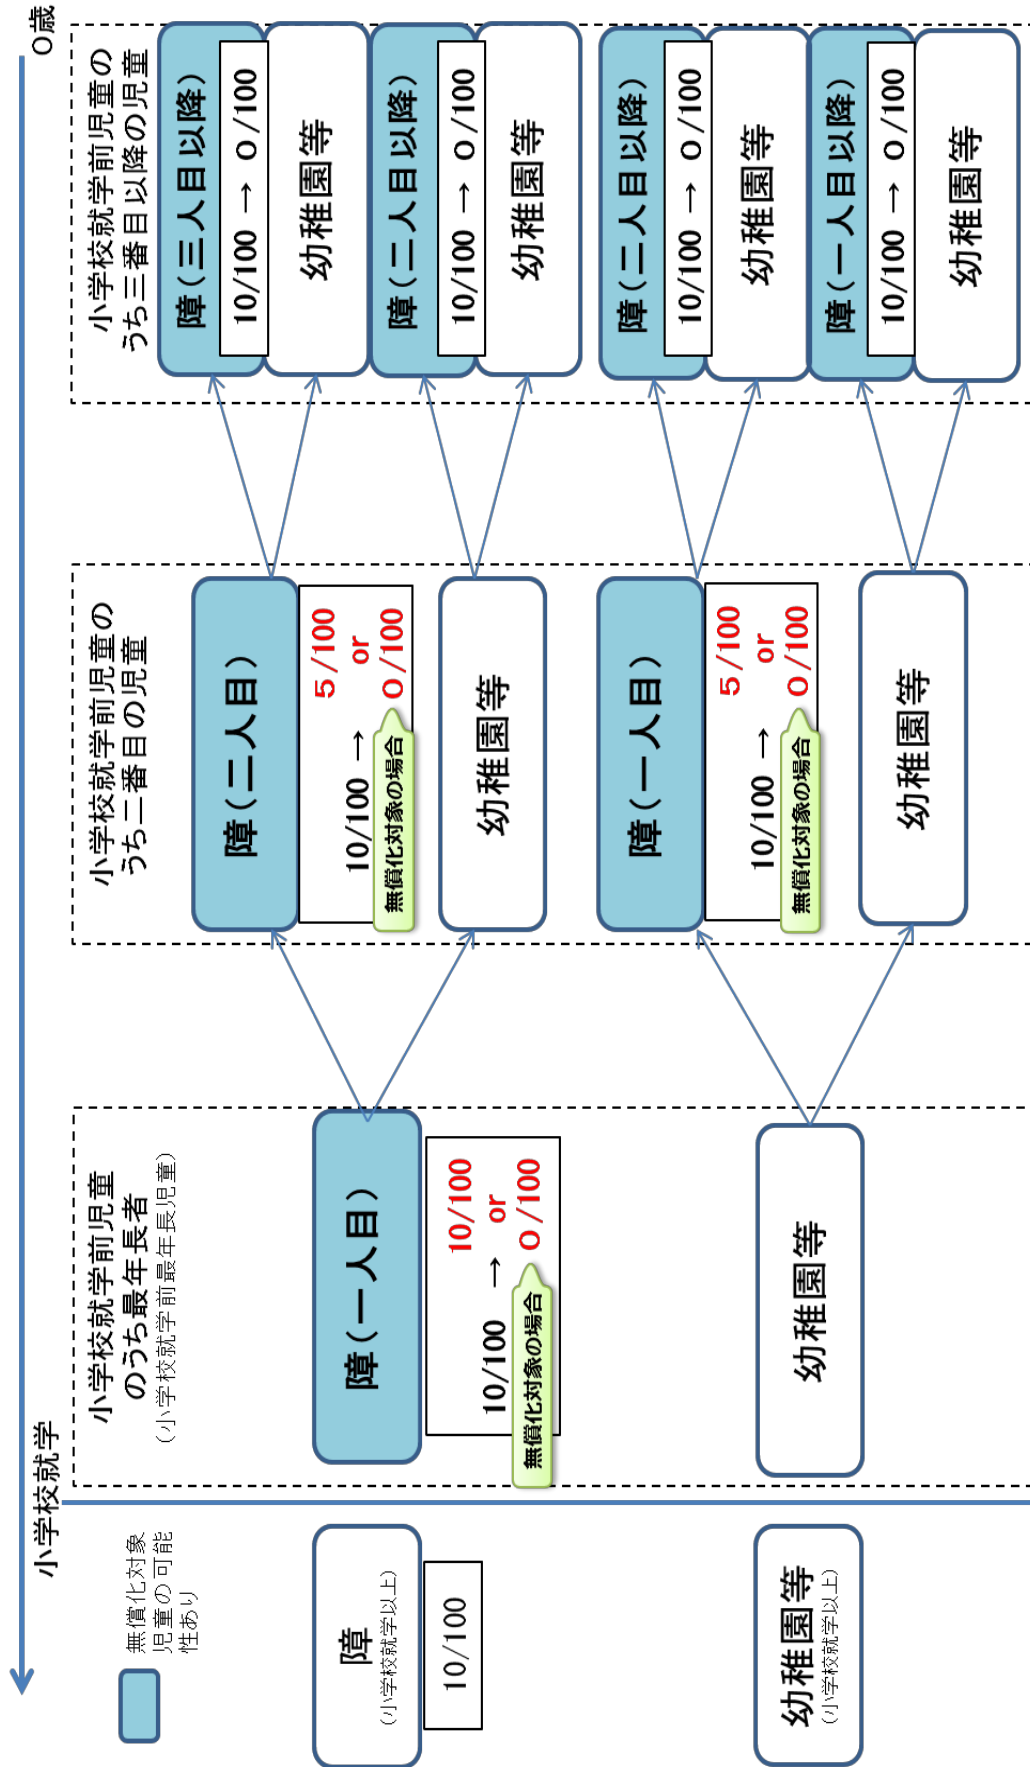 小学校就学
0歳
無償化対象
児童の可能
性あり
小学校就学前児童
のうち最年長者
(小学校就学前最年長児童)
小学校就学前児童の
うち二番目の児童
小学校就学前児童の
うち三番目以降の児童
障
(小学校就学以上)
10/100
幼稚園等
(小学校就学以上)
障(一人目)
10/100 →
10/100
or
0/100
無償化対象の場合
幼稚園等
障(二人目)
10/100 →
5/100
or
0/100
無償化対象の場合
幼稚園等
障(一人目)
10/100 →
5/100
or
0/100
無償化対象の場合
幼稚園等
障(三人目以降)
10/100 → 0/100
幼稚園等
障(二人目以降)
10/100 → 0/100
幼稚園等
障(二人目以降)
10/100 → 0/100
幼稚園等
障(一人目以降)
10/100 → 0/100
幼稚園等